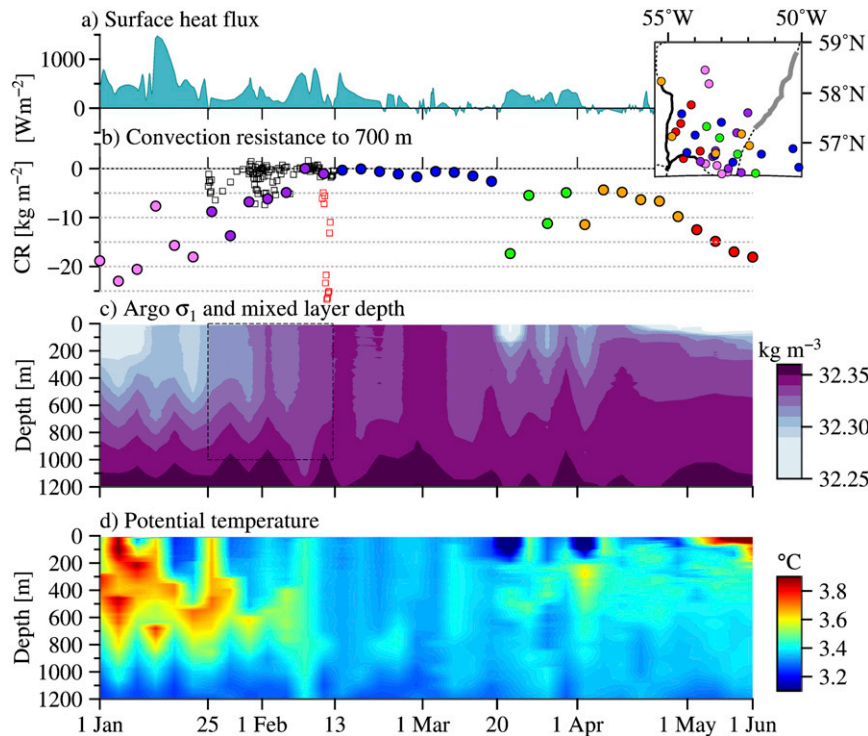 a) Surface heat flux
55°W
50°W
59°N
58°N
57°N
1000
0
[Wm⁻²]
b) Convection resistance to 700 m
0
−10
−20
CR [kg m⁻²]
c) Argo σ₁ and mixed layer depth
0
200
400
600
800
1000
1200
Depth [m]
kg m⁻³
32.35
32.30
32.25
d) Potential temperature
0
200
400
600
800
1000
1200
Depth [m]
°C
3.8
3.6
3.4
3.2
1 Jan 25 1 Feb 13 1 Mar 20 1 Apr 1 May 1 Jun